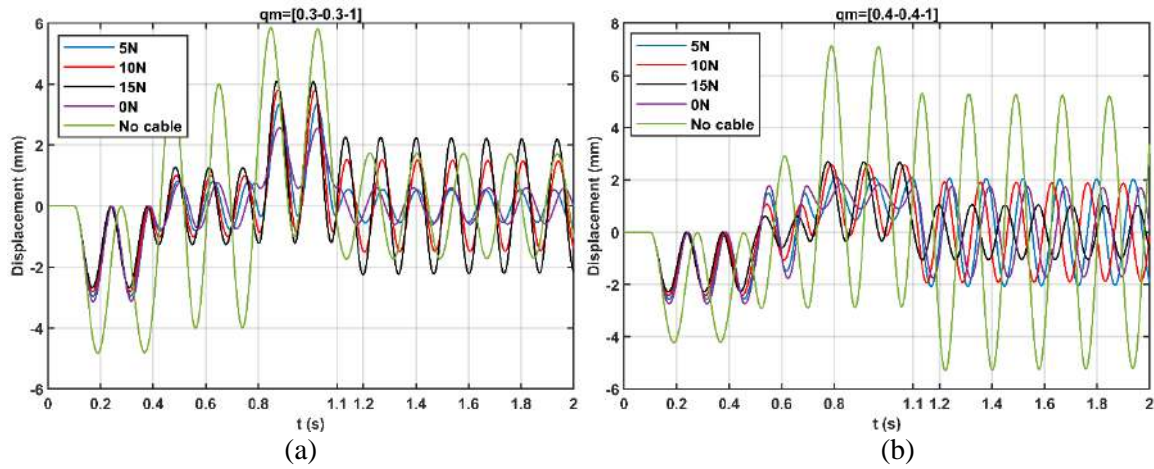 qm=[0.3-0.3-1]
6
4
2
0
-2
-4
-6
Displacement (mm)
5N
10N
15N
0N
No cable
0 0.2 0.4 0.6 0.8 1 1.1 1.2 1.4 1.6 1.8 2
t (s)
(a)
qm=[0.4-0.4-1]
8
6
4
2
0
-2
-4
-6
Displacement (mm)
5N
10N
15N
0N
No cable
0 0.2 0.4 0.6 0.8 1.1 1.2 1.4 1.6 1.8 2
t (s)
(b)